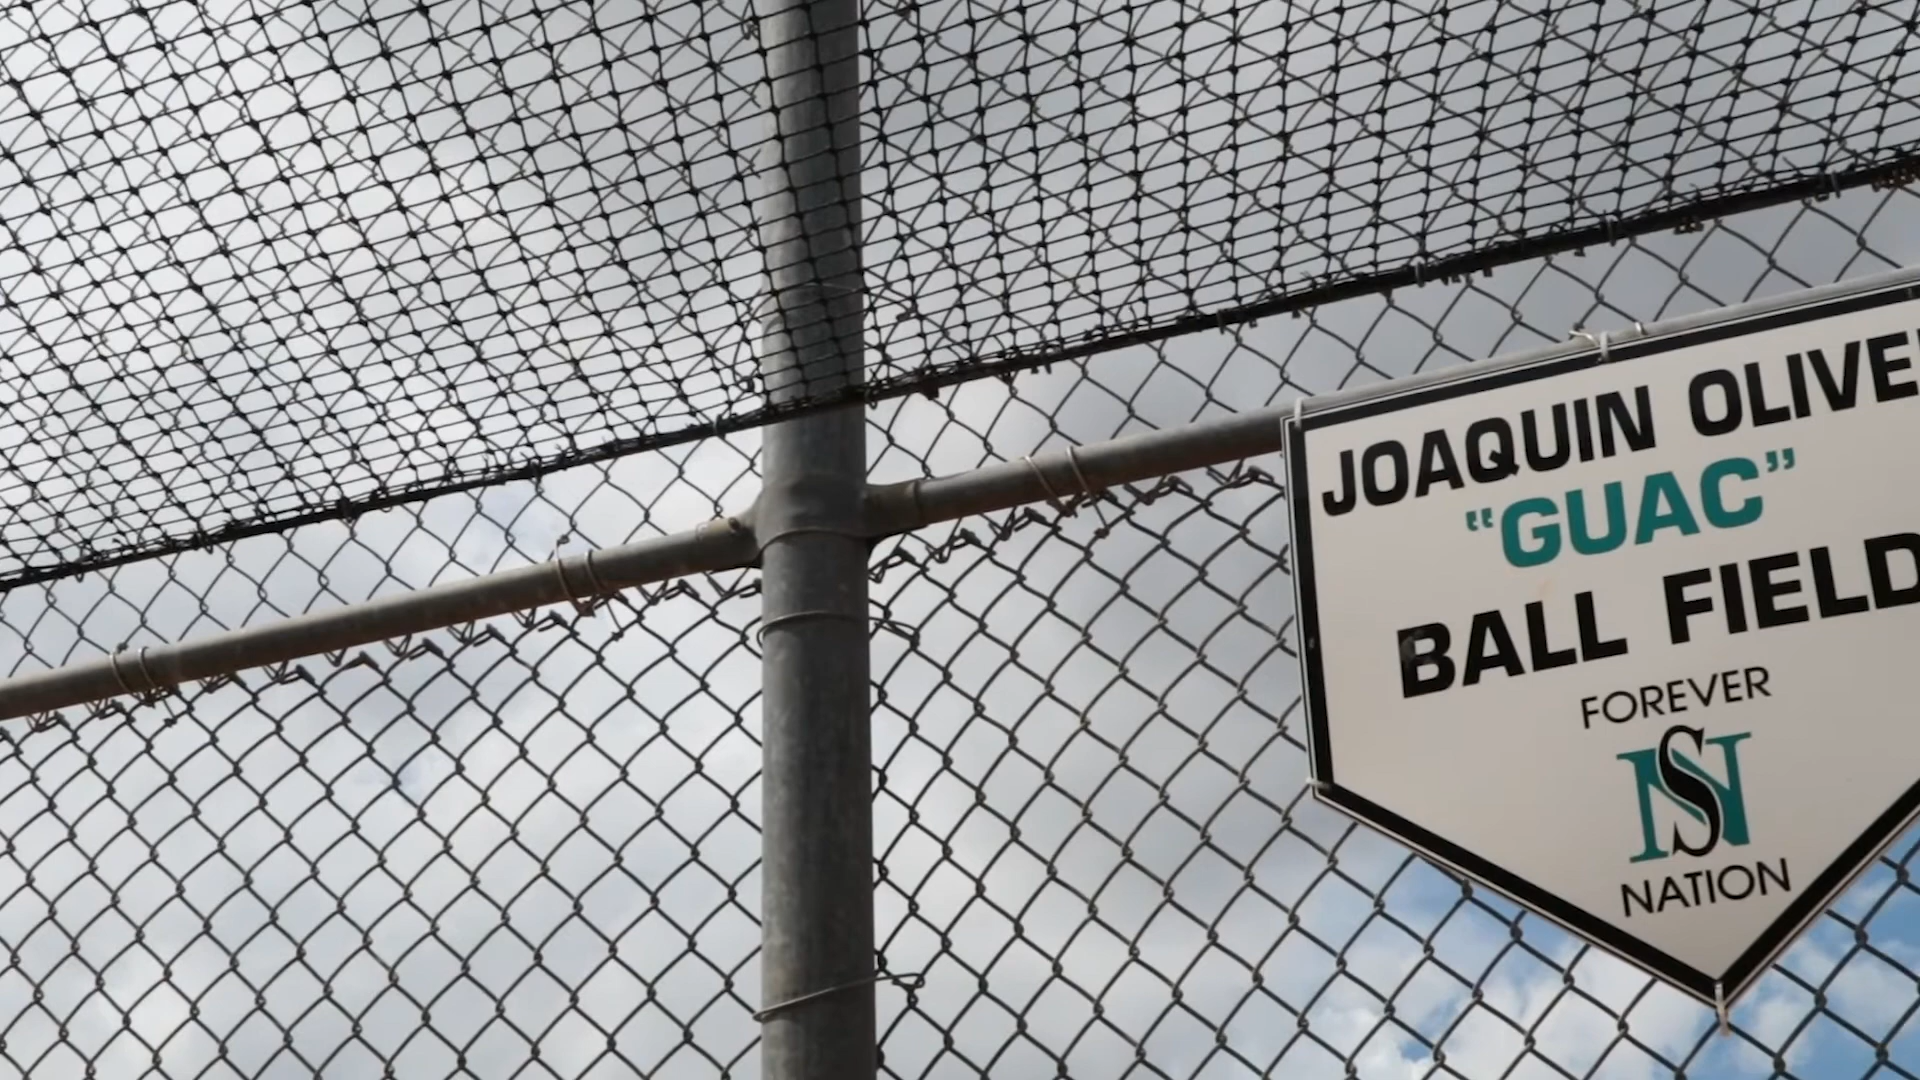 JOAQUIN OLIVE
“GUAC”
BALL FIELD
FOREVER
NS
NATION